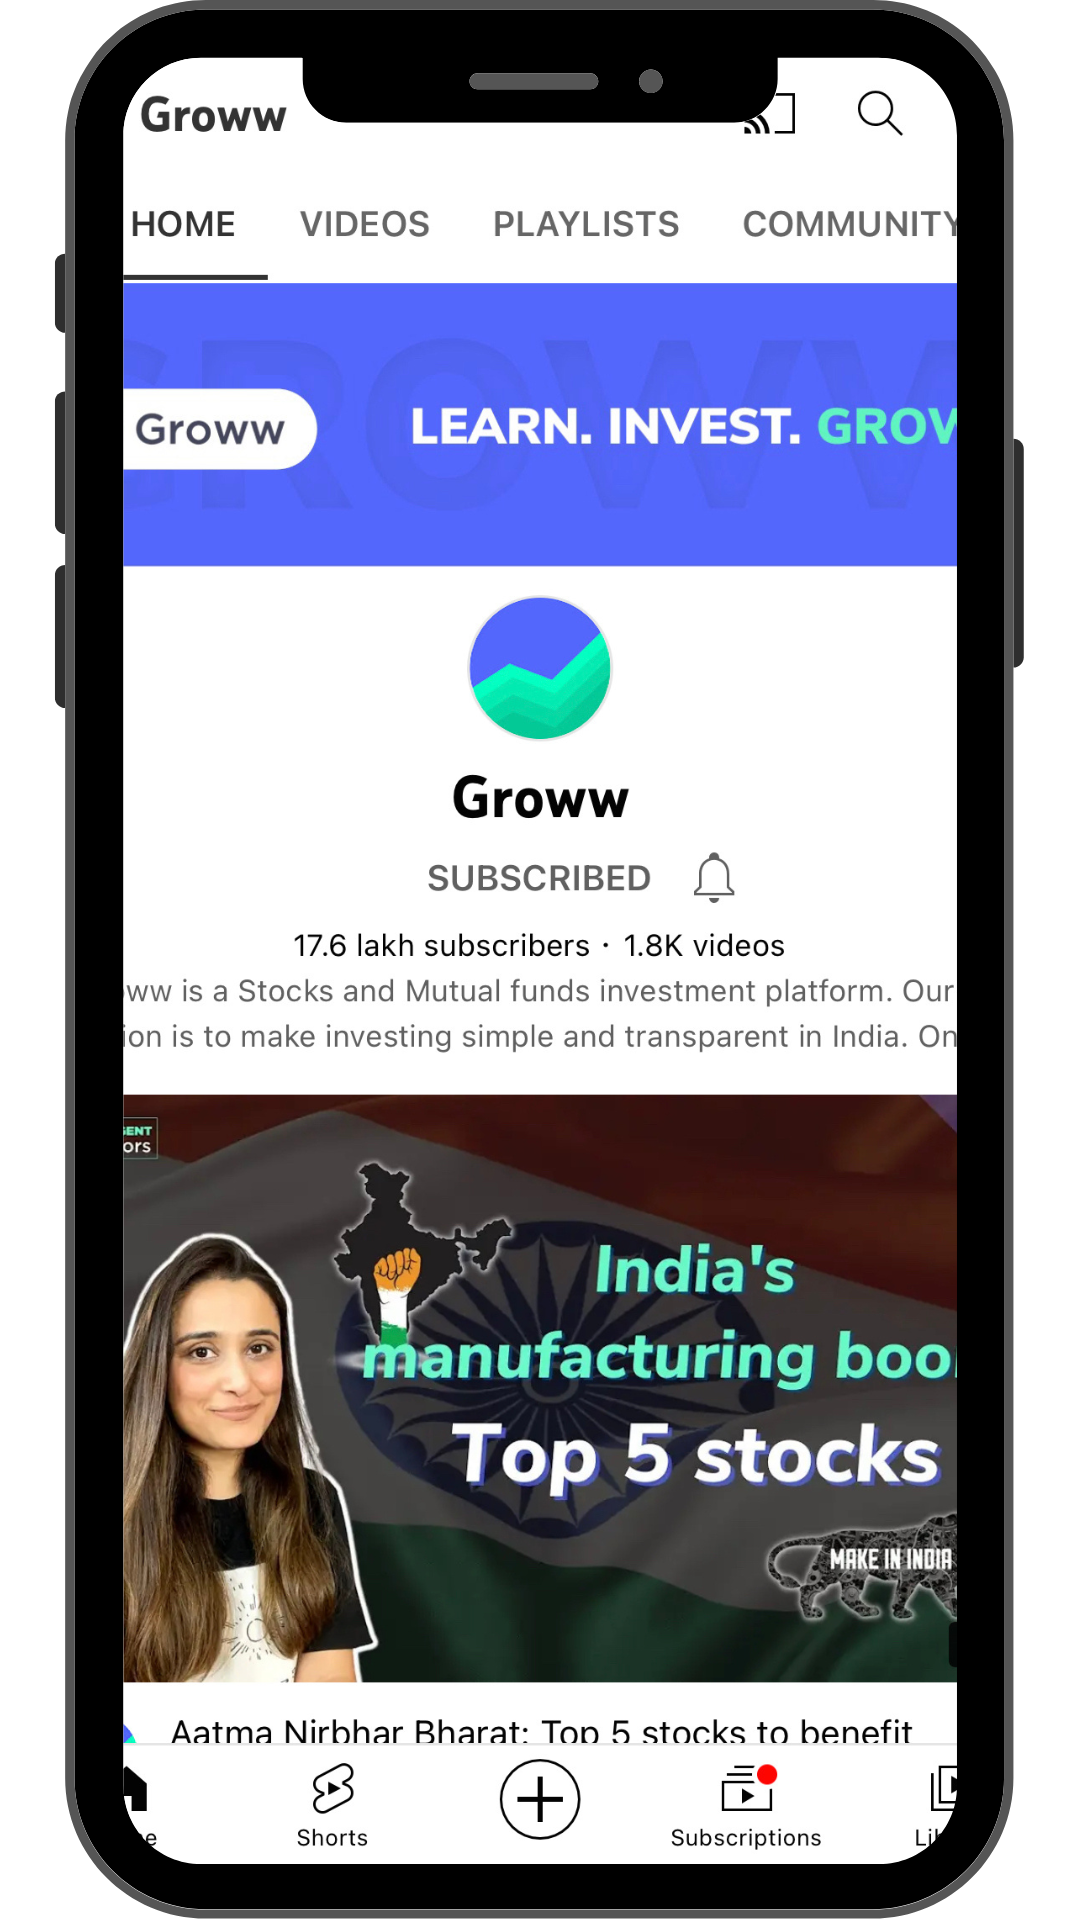 Groww
HOME VIDEOS PLAYLISTS COMMUNITY
Groww LEARN. INVEST. GROW
Groww
SUBSCRIBED
17.6 lakh subscribers · 1.8K videos
ww is a Stocks and Mutual funds investment platform. Our
ion is to make investing simple and transparent in India. On
ENT
ors
India's
manufacturing boo
Top 5 stocks
MAKE IN INDIA
Aatma Nirbhar Bharat: Top 5 stocks to benefit
e Shorts Subscriptions Li